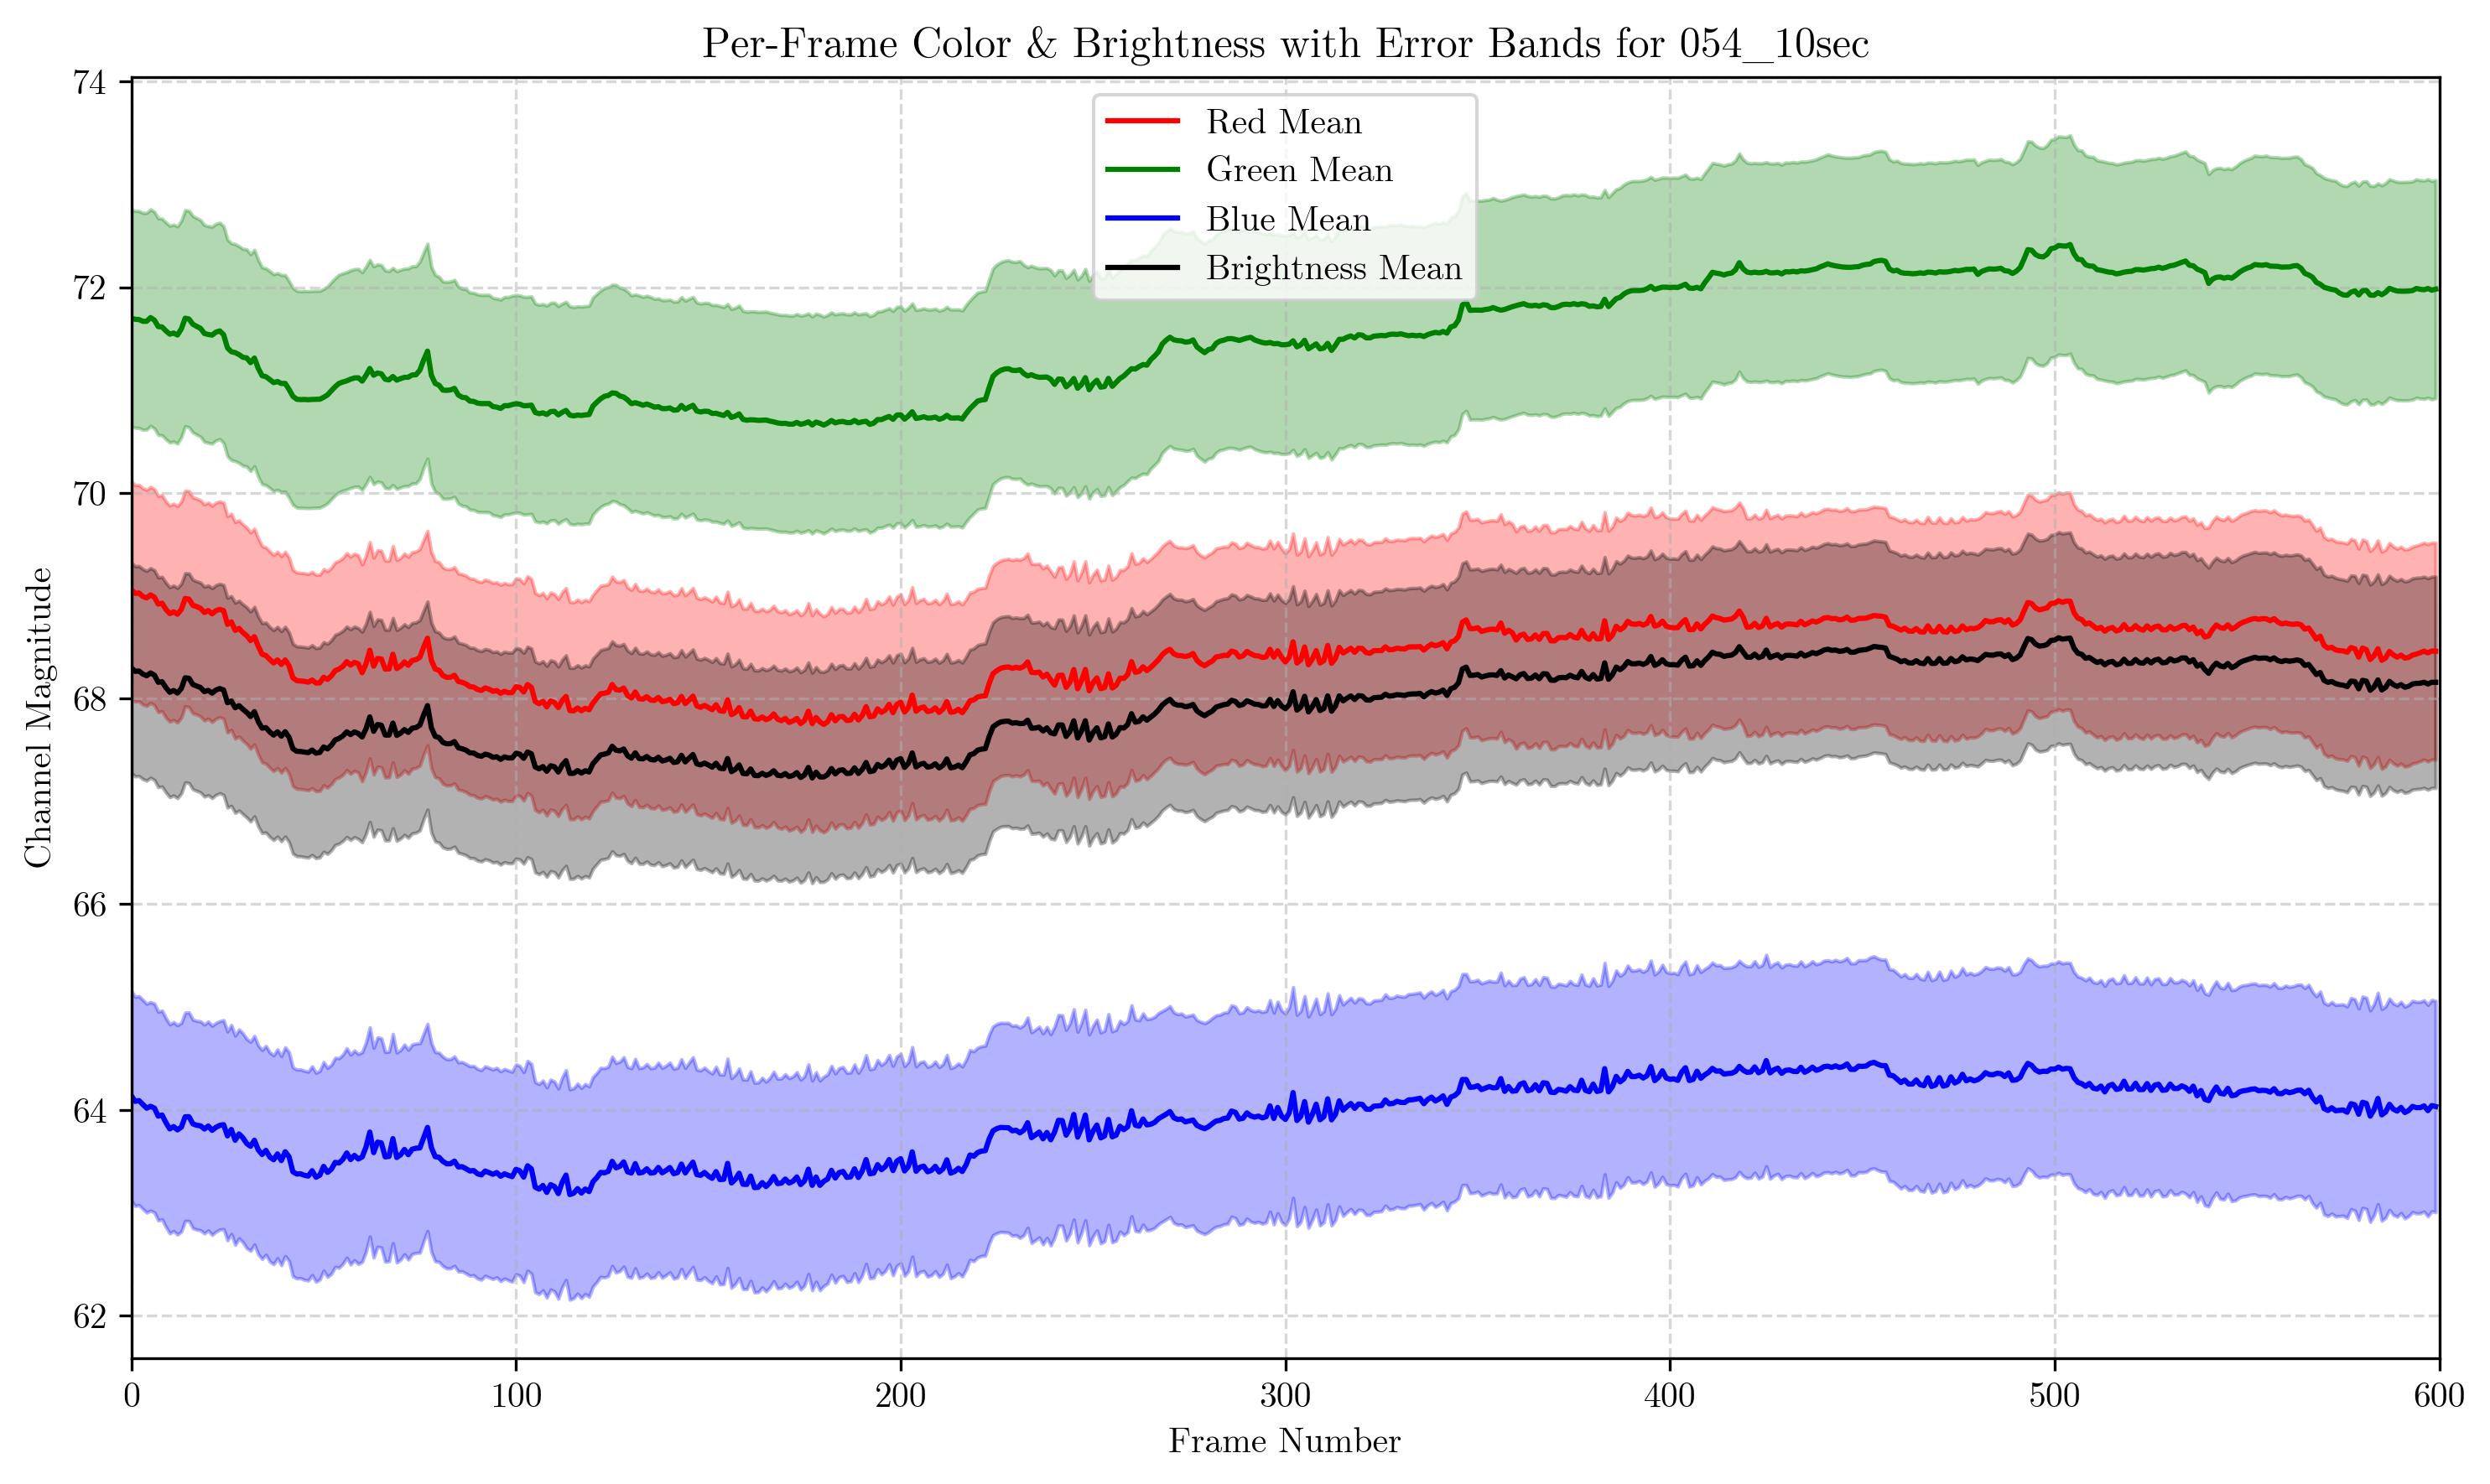 Per-Frame Color & Brightness with Error Bands for 054_10sec
Red Mean
Green Mean
Blue Mean
Brightness Mean
Channel Magnitude
74
72
70
68
66
64
62
0 100 200 300 400 500 600
Frame Number